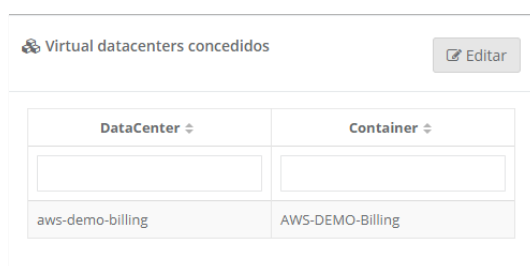 Virtual datacenters concedidos
Editar
DataCenter Container
aws-demo-billing AWS-DEMO-Billing